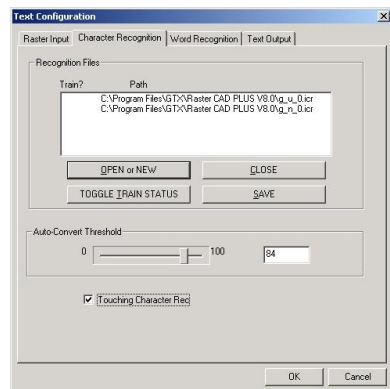 Text Configuration
Raster Input Character Recognition Word Recognition Text Output
Recognition Files
Train? Path
C:\Program Files\GTX\Raster CAD PLUS V8.0\g_u_0.icr
C:\Program Files\GTX\Raster CAD PLUS V8.0\g_n_0.icr
OPEN or NEW CLOSE
TOGGLE TRAIN STATUS SAVE
Auto-Convert Threshold
0 100 84
Touching Character Rec
OK Cancel